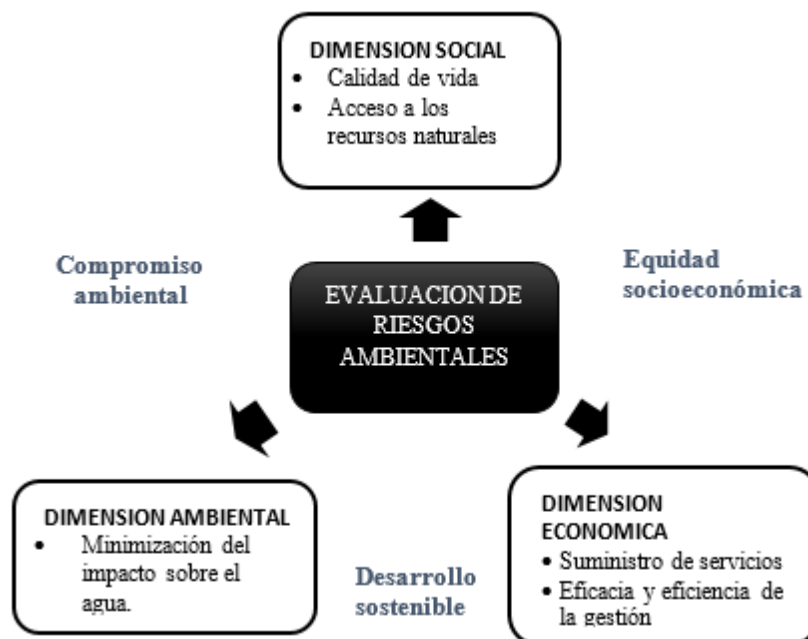 DIMENSION SOCIAL
• Calidad de vida
• Acceso a los
recursos naturales
Compromiso
ambiental
Equidad
socioeconómica
EVALUACION DE
RIESGOS
AMBIENTALES
DIMENSION AMBIENTAL
• Minimización del
impacto sobre el
agua.
Desarrollo
sostenible
DIMENSION
ECONOMICA
• Suministro de servicios
• Eficacia y eficiencia de
la gestión